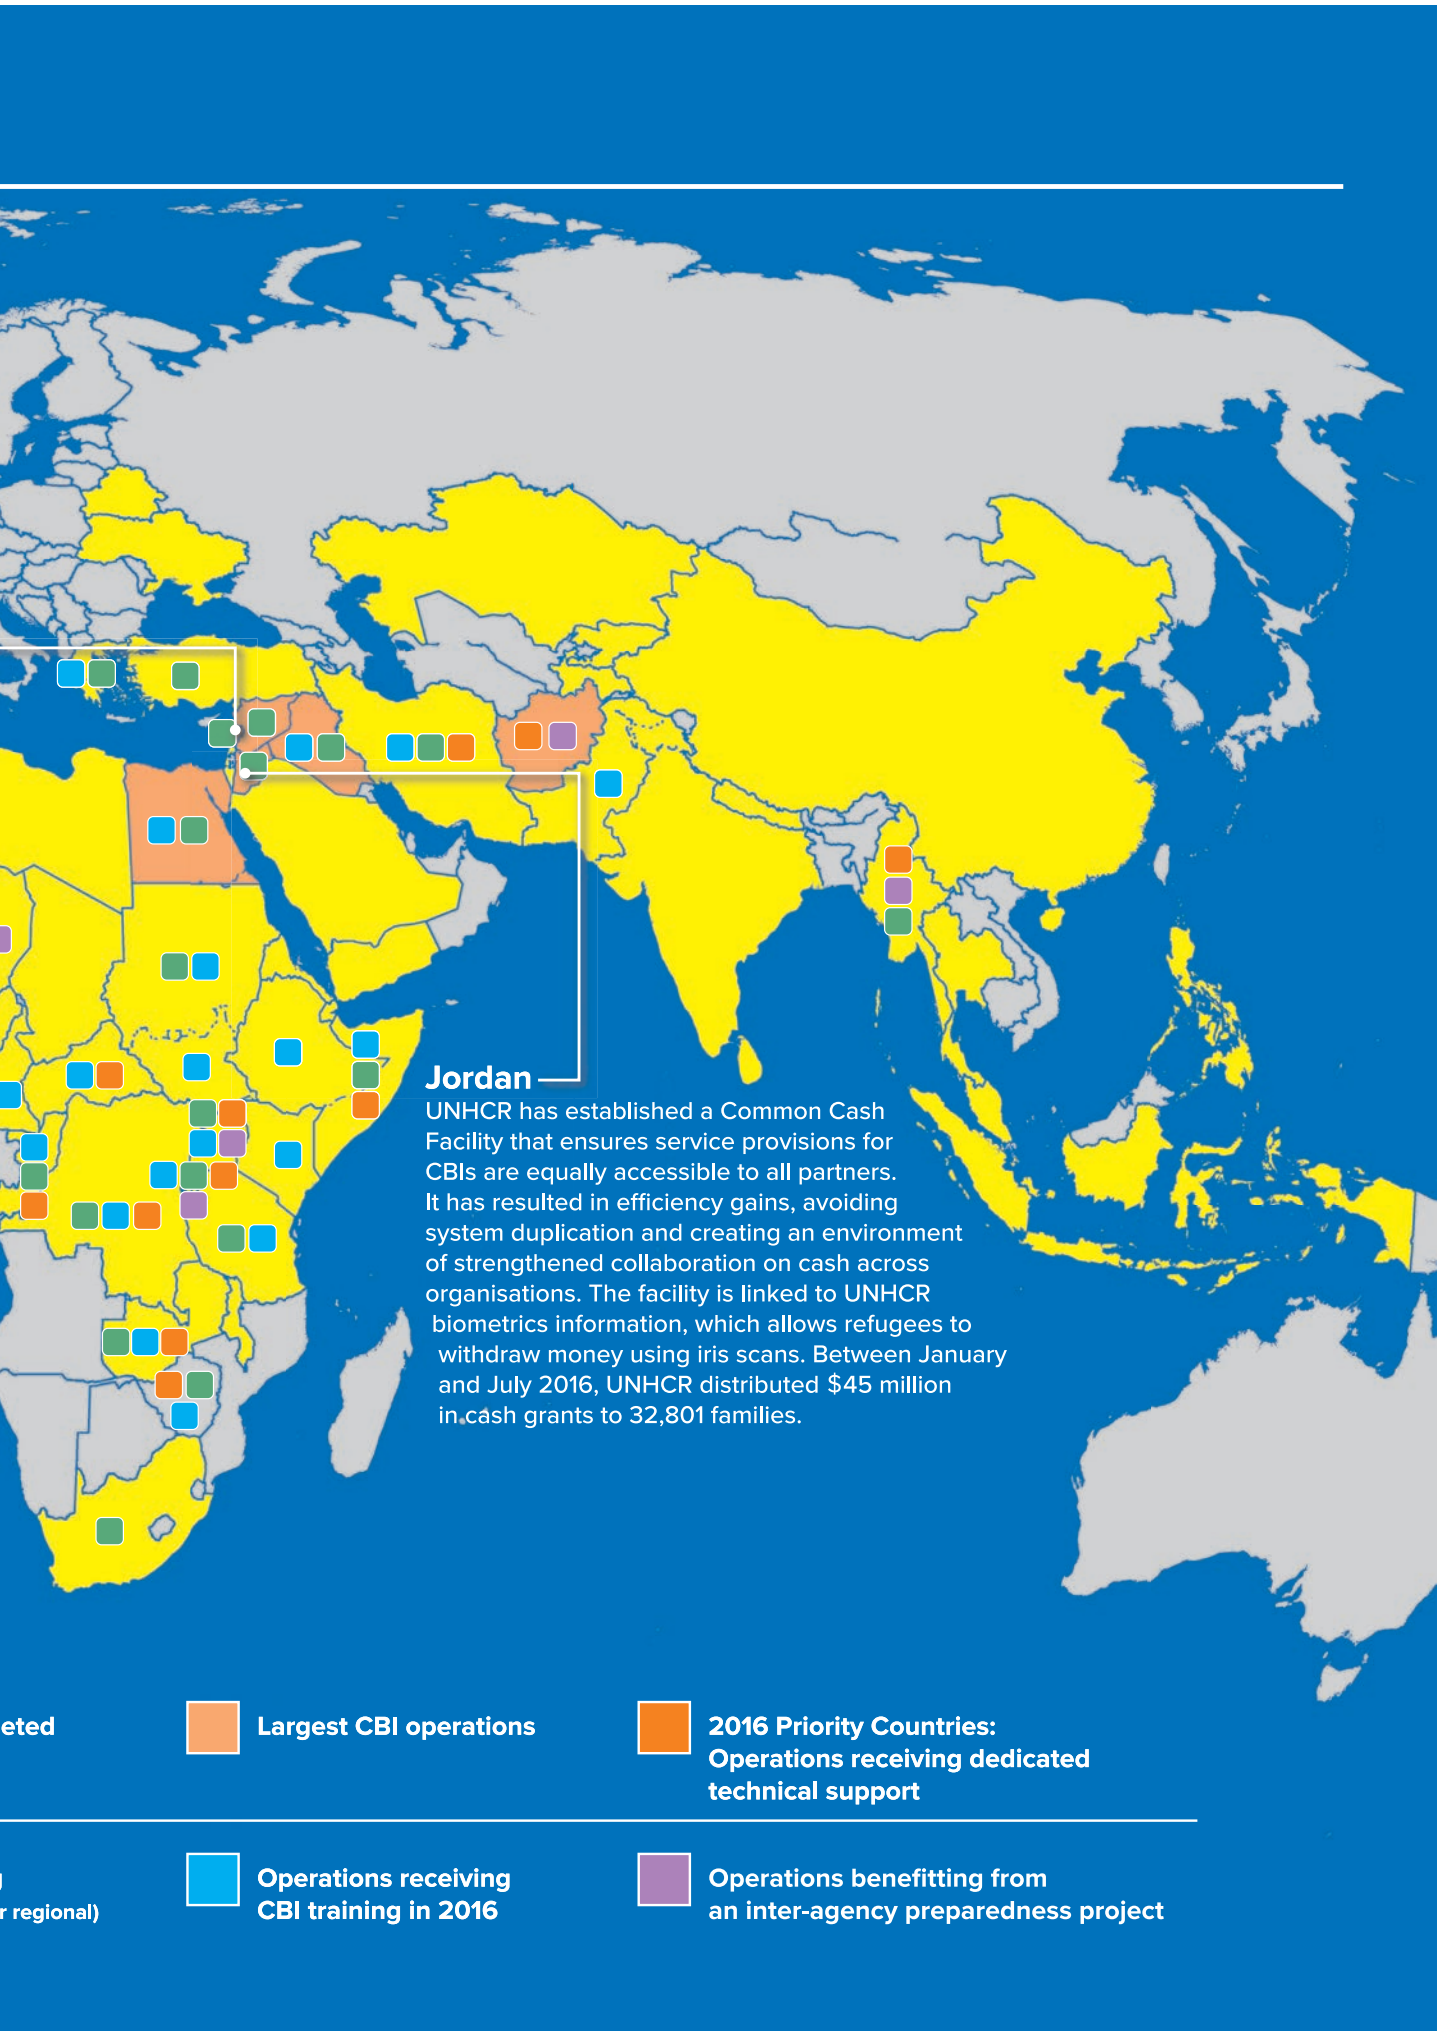 Jordan
UNHCR has established a Common Cash
Facility that ensures service provisions for
CBIs are equally accessible to all partners.
It has resulted in efficiency gains, avoiding
system duplication and creating an environment
of strengthened collaboration on cash across
organisations. The facility is linked to UNHCR
biometrics information, which allows refugees to
withdraw money using iris scans. Between January
and July 2016, UNHCR distributed $45 million
in cash grants to 32,801 families.
eted
Largest CBI operations
2016 Priority Countries:
Operations receiving dedicated
technical support
g
r regional)
Operations receiving
CBI training in 2016
Operations benefitting from
an inter-agency preparedness project